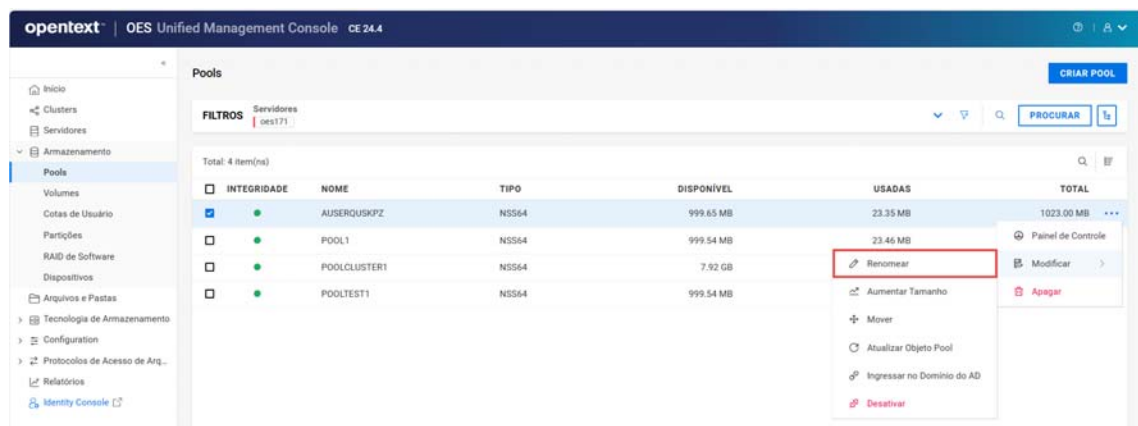 opentext™ | OES Unified Management Console CE 24.4
Início
Clusters
Servidores
Armazenamento
Pools
Volumes
Cotas de Usuário
Partições
RAID de Software
Dispositivos
Arquivos e Pastas
Tecnologia de Armazenamento
Configuration
Protocolos de Acesso de Arq...
Relatórios
Identity Console
Pools
CRIAR POOL
FILTROS Servidores
oes171
PROCURAR
Total: 4 item(ns)
INTEGRIDADE NOME TIPO DISPONÍVEL USADAS TOTAL
AUSERQUSKPZ NSS64 999.65 MB 23.35 MB 1023.00 MB
POOL1 NSS64 999.54 MB 23.46 MB
POOLCLUSTER1 NSS64 7.92 GB
POOLTEST1 NSS64 999.54 MB
Painel de Controle
Modificar
Apagar
Renomear
Aumentar Tamanho
Mover
Atualizar Objeto Pool
Ingressar no Domínio do AD
Desativar